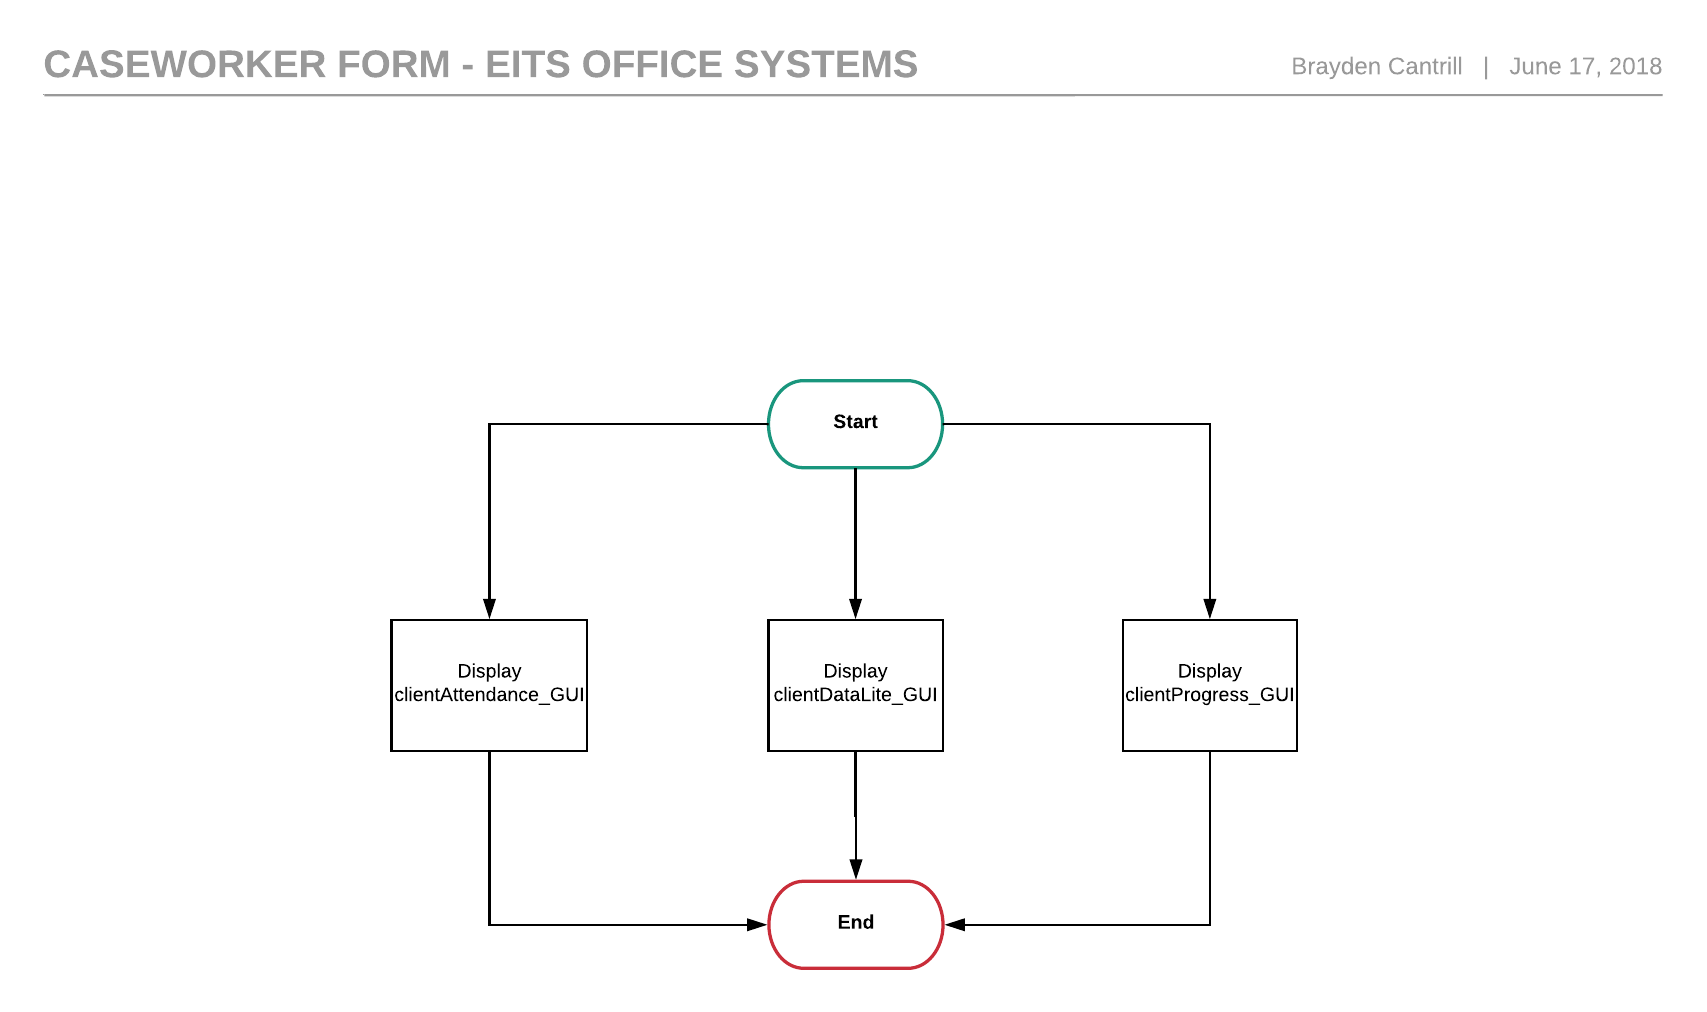 CASEWORKER FORM - EITS OFFICE SYSTEMS
Brayden Cantrill | June 17, 2018
Start
Display
clientAttendance_GUI
Display
clientDataLite_GUI
Display
clientProgress_GUI
End